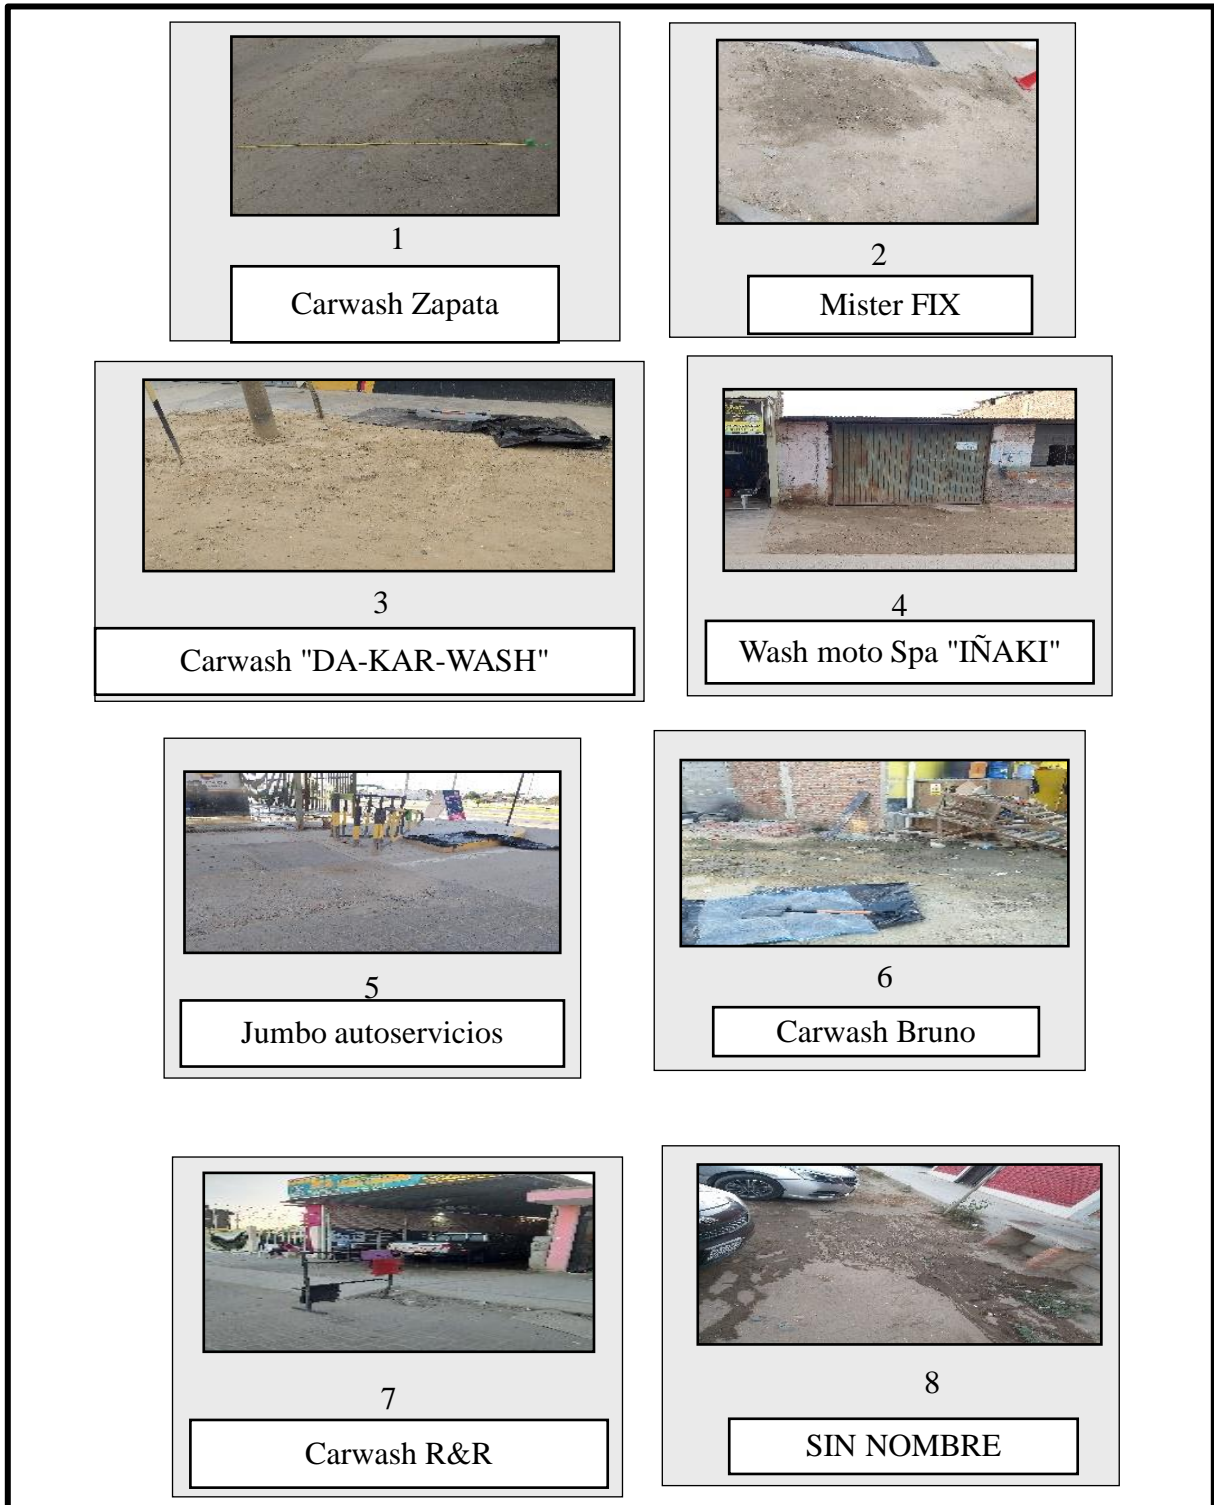 1
Carwash Zapata
2
Mister FIX
3
Carwash "DA-KAR-WASH"
4
Wash moto Spa "IÑAKI"
5
Jumbo autoservicios
6
Carwash Bruno
7
Carwash R&R
8
SIN NOMBRE